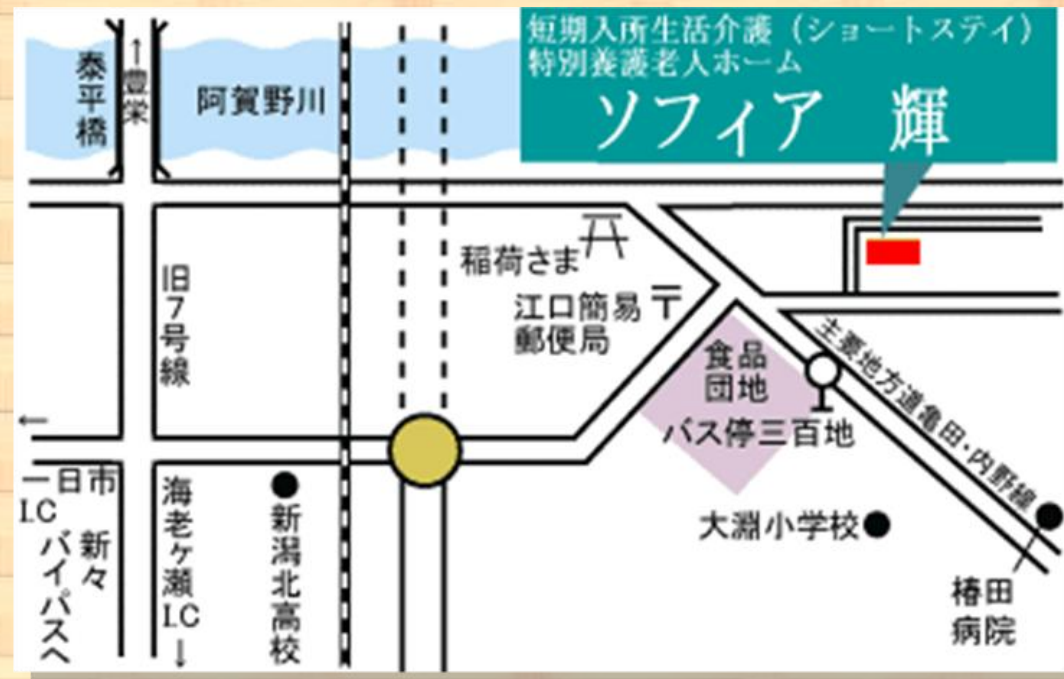 短期入所生活介護（ショートステイ）
特別養護老人ホーム
ソフィア 輝
泰平橋
↑豊栄
阿賀野川
旧7号線
稲荷さま
江口簡易
郵便局
食品
団地
バス停三百地
主要地方道亀田・内野線
←
一日市
I.C
新々
バイパスへ
海老ヶ瀬I.C↓
新潟北高校
大淵小学校
椿田
病院